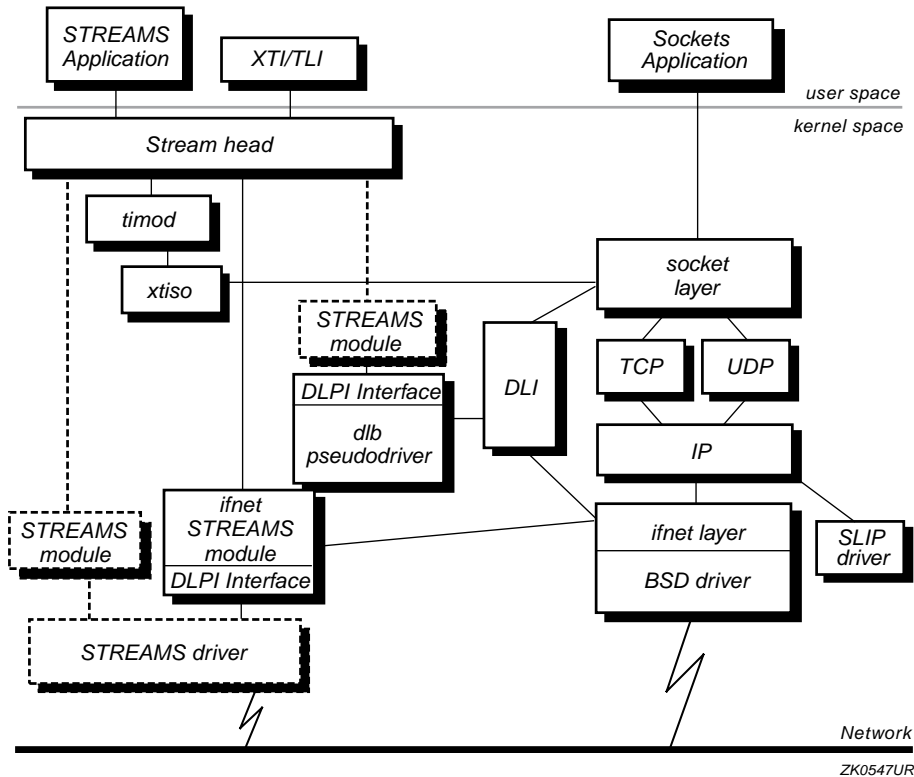 STREAMS
Application
XTI/TLI
Sockets
Application
user space
kernel space
Stream head
timod
xtiso
socket
layer
STREAMS
module
DLI
TCP
UDP
DLPI Interface
dlb
pseudodriver
IP
ifnet
STREAMS
module
DLPI Interface
STREAMS
module
ifnet layer
BSD driver
SLIP
driver
STREAMS driver
Network
ZK0547UR